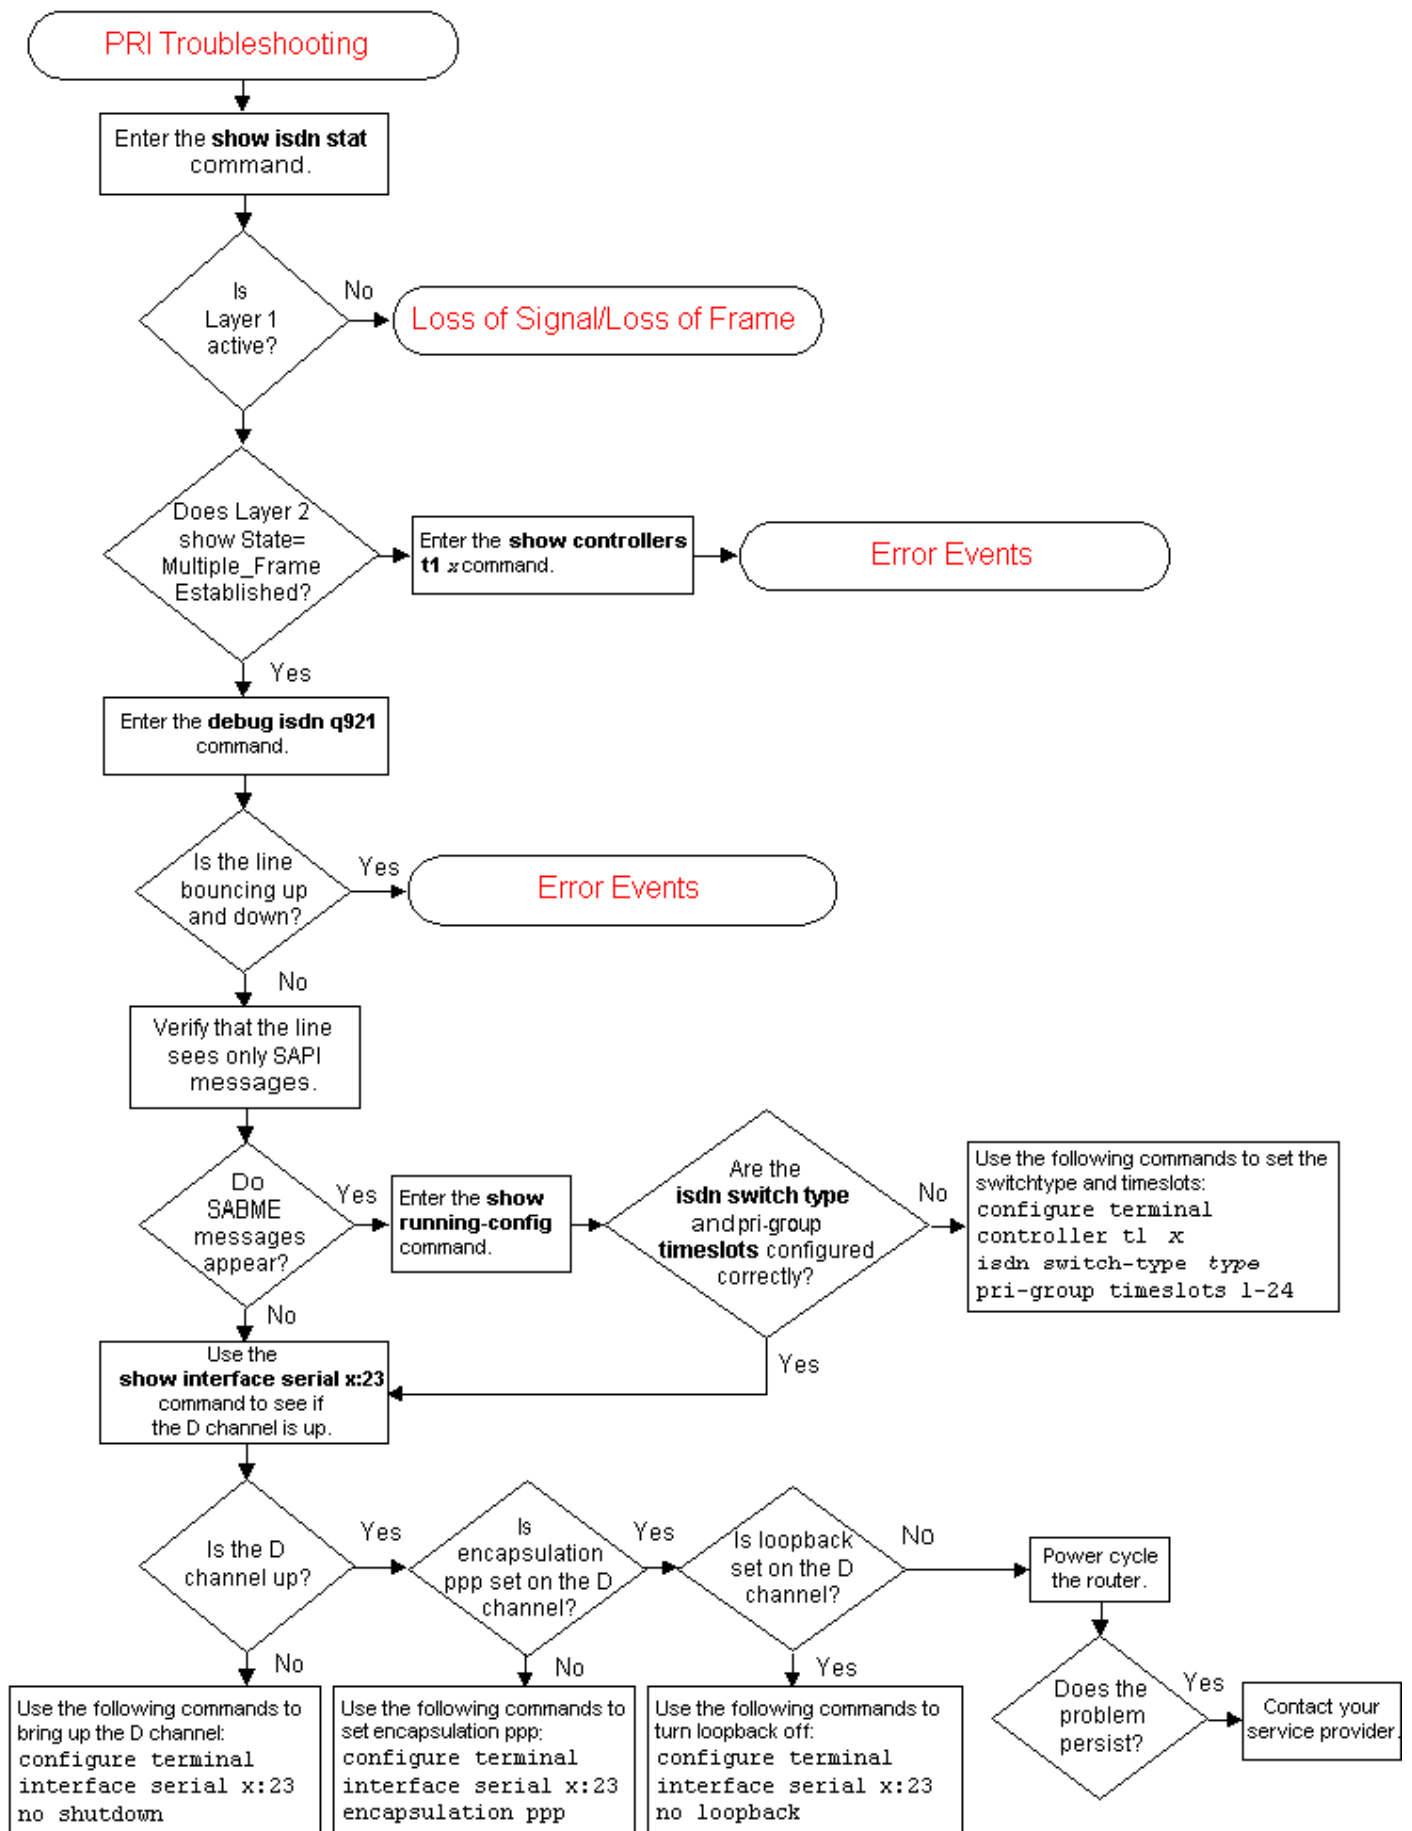 PRI Troubleshooting
Enter the show isdn stat
command.
Is
Layer 1
active?
No
Loss of Signal/Loss of Frame
Does Layer 2
show State=
Multiple_Frame
Established?
Enter the show controllers
t1 x command.
Error Events
Yes
Enter the debug isdn q921
command.
Is the line
bouncing up
and down?
Yes
Error Events
No
Verify that the line
sees only SAPI
messages.
Do
SABME
messages
appear?
Yes
Enter the show
running-config
command.
Are the
isdn switch type
and pri-group
timeslots configured
correctly?
No
Use the following commands to set the
switchtype and timeslots:
configure terminal
controller tl x
isdn switch-type type
pri-group timeslots 1-24
No
Yes
Use the
show interface serial x:23
command to see if
the D channel is up.
Is the D
channel up?
Yes
Is
encapsulation
ppp set on the D
channel?
Yes
Is loopback
set on the D
channel?
No
Power cycle
the router.
No
Use the following commands to
bring up the D channel:
configure terminal
interface serial x:23
no shutdown
No
Use the following commands to
set encapsulation ppp:
configure terminal
interface serial x:23
encapsulation ppp
Yes
Use the following commands to
turn loopback off:
configure terminal
interface serial x:23
no loopback
Does the
problem
persist?
Yes
Contact your
service provider.